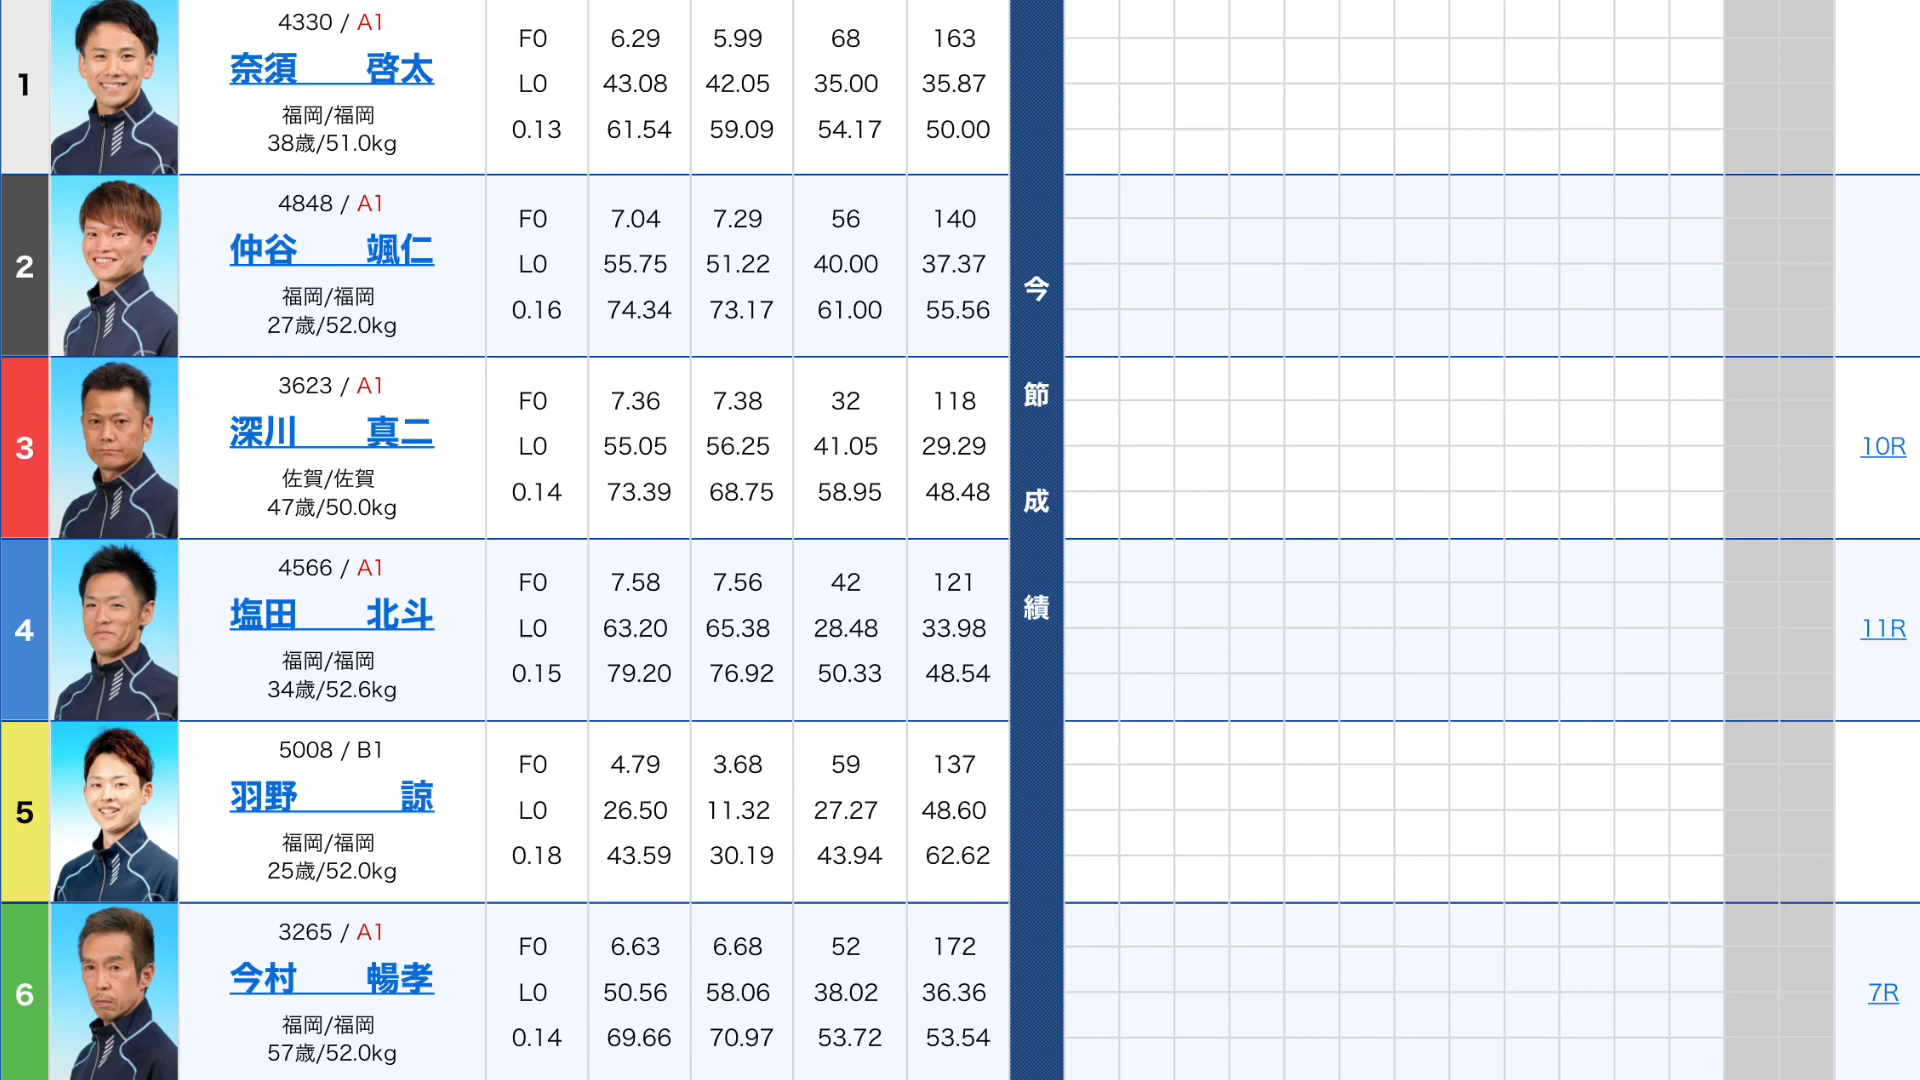 1
4330 / A1
奈須 啓太
福岡/福岡
38歳/51.0kg
F0 6.29 5.99 68 163
L0 43.08 42.05 35.00 35.87
0.13 61.54 59.09 54.17 50.00
2
4848 / A1
仲谷 颯仁
福岡/福岡
27歳/52.0kg
F0 7.04 7.29 56 140
L0 55.75 51.22 40.00 37.37
0.16 74.34 73.17 61.00 55.56
3
3623 / A1
深川 真二
佐賀/佐賀
47歳/50.0kg
F0 7.36 7.38 32 118
L0 55.05 56.25 41.05 29.29
0.14 73.39 68.75 58.95 48.48
10R
4
4566 / A1
塩田 北斗
福岡/福岡
34歳/52.6kg
F0 7.58 7.56 42 121
L0 63.20 65.38 28.48 33.98
0.15 79.20 76.92 50.33 48.54
11R
5
5008 / B1
羽野 諒
福岡/福岡
25歳/52.0kg
F0 4.79 3.68 59 137
L0 26.50 11.32 27.27 48.60
0.18 43.59 30.19 43.94 62.62
6
3265 / A1
今村 暢孝
福岡/福岡
57歳/52.0kg
F0 6.63 6.68 52 172
L0 50.56 58.06 38.02 36.36
0.14 69.66 70.97 53.72 53.54
7R
今節成績